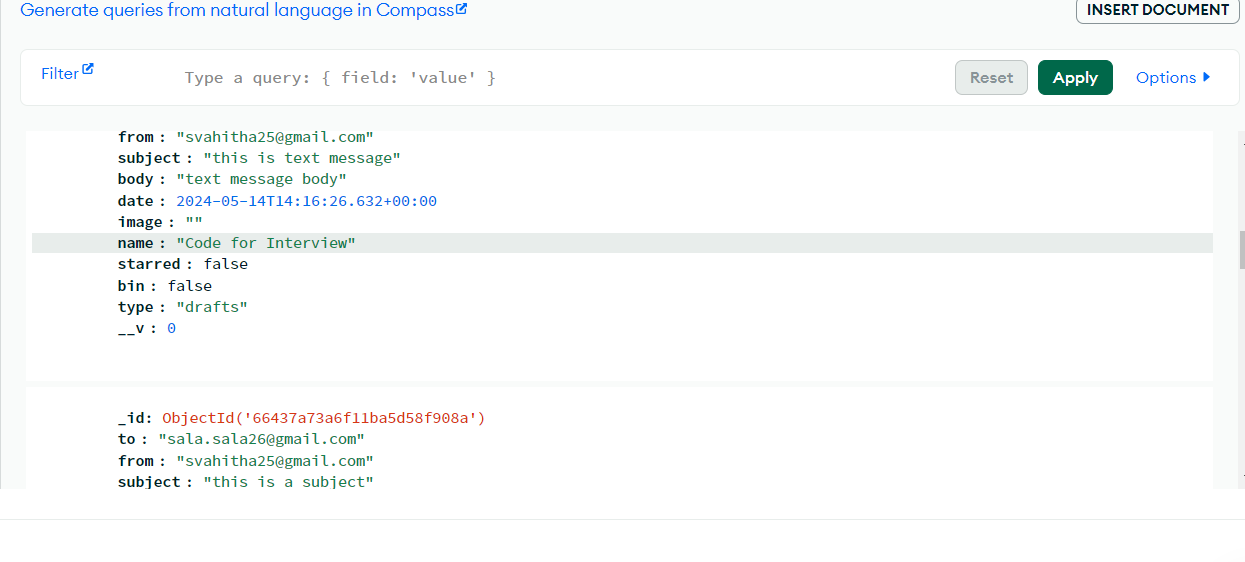 Generate queries from natural language in Compass
INSERT DOCUMENT
Filter
Type a query: { field: 'value' }
Reset
Apply
Options
from : "svahitha25@gmail.com"
subject : "this is text message"
body : "text message body"
date : 2024-05-14T14:16:26.632+00:00
image : ""
name : "Code for Interview"
starred : false
bin : false
type : "drafts"
__v : 0
_id: ObjectId('66437a73a6f11ba5d58f908a')
to : "sala.sala26@gmail.com"
from : "svahitha25@gmail.com"
subject : "this is a subject"